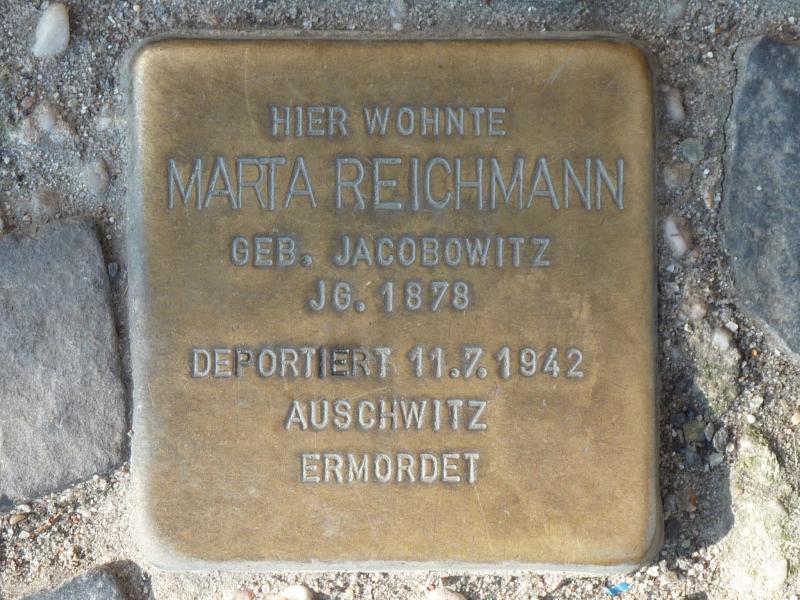 HIER WOHNTE
MARTA REICHMANN
GEB. JACOBOWITZ
JG. 1878
DEPORTIERT 11.7.1942
AUSCHWITZ
ERMORDET